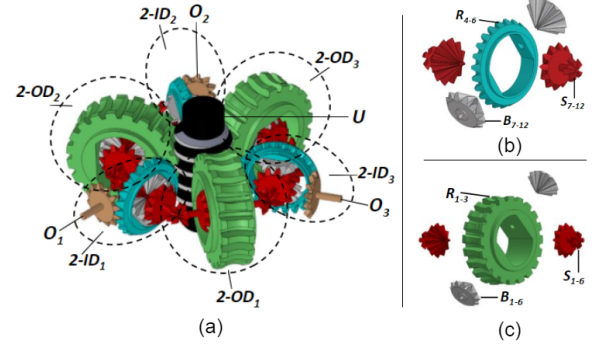 2-ID2
O2
2-OD3
2-OD2
U
2-ID3
O3
O1
2-ID1
2-OD1
(a)
R4-6
S7-12
B7-12
(b)
R1-3
S1-6
B1-6
(c)